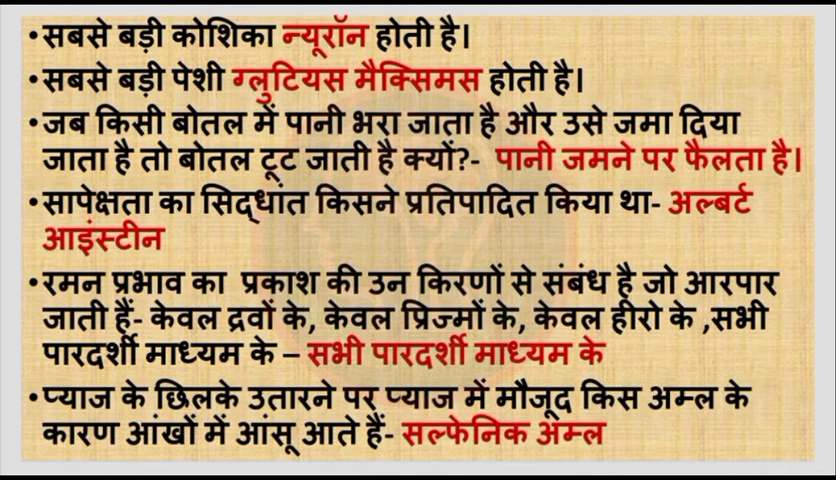 •सबसे बड़ी कोशिका न्यूरॉन होती है।
•सबसे बड़ी पेशी ग्लुटियस मैक्सिमस होती है।
•जब किसी बोतल में पानी भरा जाता है और उसे जमा दिया
जाता है तो बोतल टूट जाती है क्यों?- पानी जमने पर फैलता है।
•सापेक्षता का सिद्धांत किसने प्रतिपादित किया था- अल्बर्ट
आइंस्टीन
•रमन प्रभाव का प्रकाश की उन किरणों से संबंध है जो आरपार
जाती हैं- केवल द्रवों के, केवल प्रिज्मों के, केवल हीरो के ,सभी
पारदर्शी माध्यम के – सभी पारदर्शी माध्यम के
•प्याज के छिलके उतारने पर प्याज में मौजूद किस अम्ल के
कारण आंखों में आंसू आते हैं- सल्फेनिक अम्ल